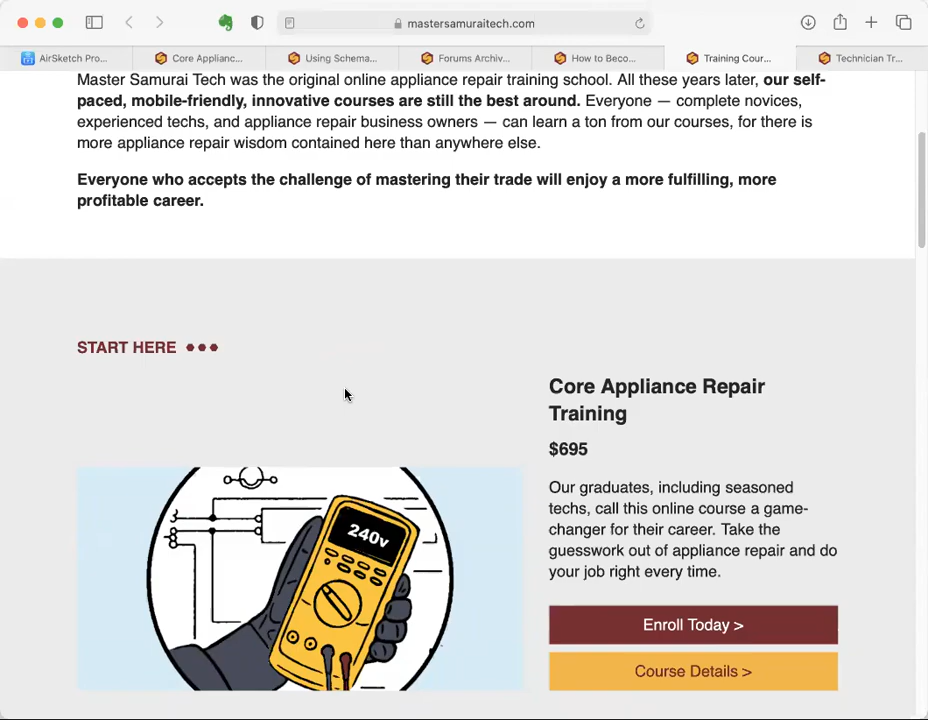 mastersamuraitech.com
AirSketch Pro...
Core Applianc...
Using Schema...
Forums Archiv...
How to Beco...
Training Cour...
Technician Tr...
Master Samurai Tech was the original online appliance repair training school. All these years later, our self-
paced, mobile-friendly, innovative courses are still the best around. Everyone — complete novices,
experienced techs, and appliance repair business owners — can learn a ton from our courses, for there is
more appliance repair wisdom contained here than anywhere else.
Everyone who accepts the challenge of mastering their trade will enjoy a more fulfilling, more
profitable career.
START HERE
Core Appliance Repair
Training
$695
Our graduates, including seasoned
techs, call this online course a game-
changer for their career. Take the
guesswork out of appliance repair and do
your job right every time.
240v
Enroll Today >
Course Details >